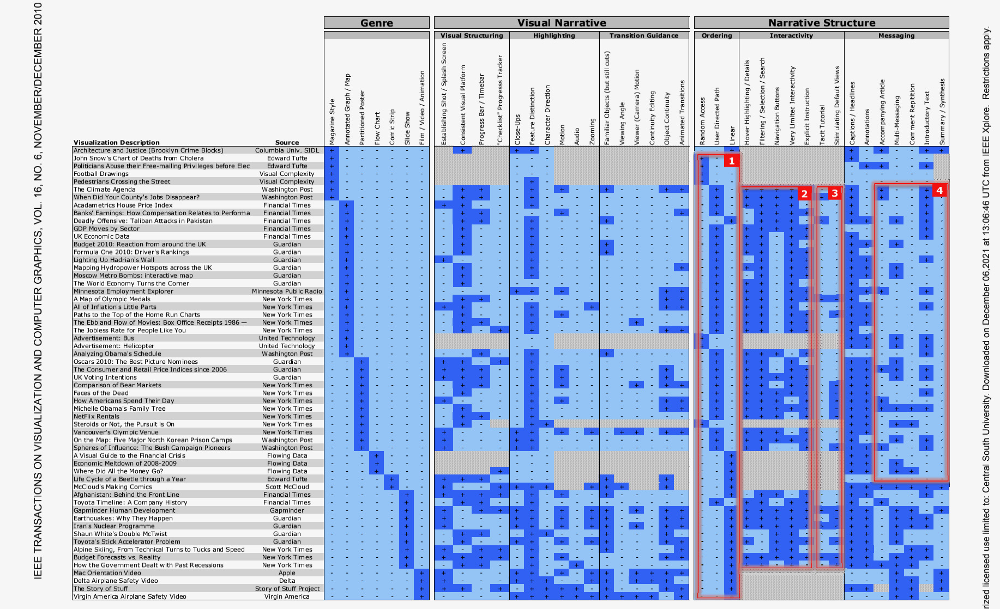 IEEE TRANSACTIONS ON VISUALIZATION AND COMPUTER GRAPHICS, VOL. 16, NO. 6, NOVEMBER/DECEMBER 2010
Genre
Visual Narrative
Narrative Structure
Visual Structuring
Highlighting
Transition Guidance
Ordering
Interactivity
Messaging
Magazine Style
Annotated Graph / Map
Partitioned Poster
Flow Chart
Comic Strip
Slide Show
Film / Video / Animation
Establishing Shot / Splash Screen
Consistent Visual Platform
Progress Bar / Timebar
"Checklist" Progresss Tracker
Close-Ups
Feature Distinction
Character Direction
Motion
Audio
Zooming
Familiar Objects (but still cuts)
Viewing Angle
Viewer (Camera) Motion
Continuity Editing
Object Continuity
Animated Transitions
Random Access
User Directed Path
Linear
Hover Highlighting / Details
Filtering / Selection / Search
Navigation Buttons
Very Limited Interactivity
Explicit Instruction
Tacit Tutorial
Stimulating Default Views
Captions / Headlines
Annotations
Accompanying Article
Multi-Messaging
Comment Repitition
Introductory Text
Summary / Synthesis
Visualization Description Source
Architecture and Justice (Brooklyn Crime Blocks) Columbia Univ. SIDL
John Snow's Chart of Deaths from Cholera Edward Tufte
Politicians Abuse their Free-mailing Privileges before Elec Edward Tufte
Football Drawings Visual Complexity
Pedestrians Crossing the Street Visual Complexity
The Climate Agenda Washington Post
When Did Your County's Jobs Disappear? Washington Post
Acadametrics House Price Index Financial Times
Banks' Earnings: How Compensation Relates to Performa Financial Times
Deadly Offensive: Taliban Attacks in Pakistan Financial Times
GDP Moves by Sector Financial Times
UK Economic Data Financial Times
Budget 2010: Reaction from around the UK Guardian
Formula One 2010: Driver's Rankings Guardian
Lighting Up Hadrian's Wall Guardian
Mapping Hydropower Hotspots across the UK Guardian
Moscow Metro Bombs: interactive map Guardian
The World Economy Turns the Corner Guardian
Minnesota Employment Explorer Minnesota Public Radio
A Map of Olympic Medals New York Times
All of Inflation's Little Parts New York Times
Paths to the Top of the Home Run Charts New York Times
The Ebb and Flow of Movies: Box Office Receipts 1986 — New York Times
The Jobless Rate for People Like You New York Times
Advertisement: Bus United Technology
Advertisement: Helicopter United Technology
Analyzing Obama's Schedule Washington Post
Oscars 2010: The Best Picture Nominees Guardian
The Consumer and Retail Price Indices since 2006 Guardian
UK Voting Intentions Guardian
Comparison of Bear Markets New York Times
Faces of the Dead New York Times
How Americans Spend Their Day New York Times
Michelle Obama's Family Tree New York Times
NetFlix Rentals New York Times
Steroids or Not, the Pursuit is On New York Times
Vancouver's Olympic Venue New York Times
On the Map: Five Major North Korean Prison Camps Washington Post
Spheres of Influence: The Bush Campaign Pioneers Washington Post
A Visual Guide to the Financial Crisis Flowing Data
Economic Meltdown of 2008-2009 Flowing Data
Where Did All the Money Go? Flowing Data
Life Cycle of a Beetle through a Year Edward Tufte
McCloud's Making Comics Scott McCloud
Afghanistan: Behind the Front Line Financial Times
Toyota Timeline: A Company History Financial Times
Gapminder Human Development Gapminder
Earthquakes: Why They Happen Guardian
Iran's Nuclear Programme Guardian
Shaun White's Double McTwist Guardian
Toyota's Stick Accelerator Problem Guardian
Alpine Skiing, From Technical Turns to Tucks and Speed New York Times
Budget Forecasts vs. Reality New York Times
How the Government Dealt with Past Recessions New York Times
Mac Orientation Video Apple
Delta Airplane Safety Video Delta
The Story of Stuff Story of Stuff Project
Virgin America Airplane Safety Video Virgin America
1
2
3
4
rized licensed use limited to: Central South University. Downloaded on December 06,2021 at 13:06:46 UTC from IEEE Xplore. Restrictions apply.